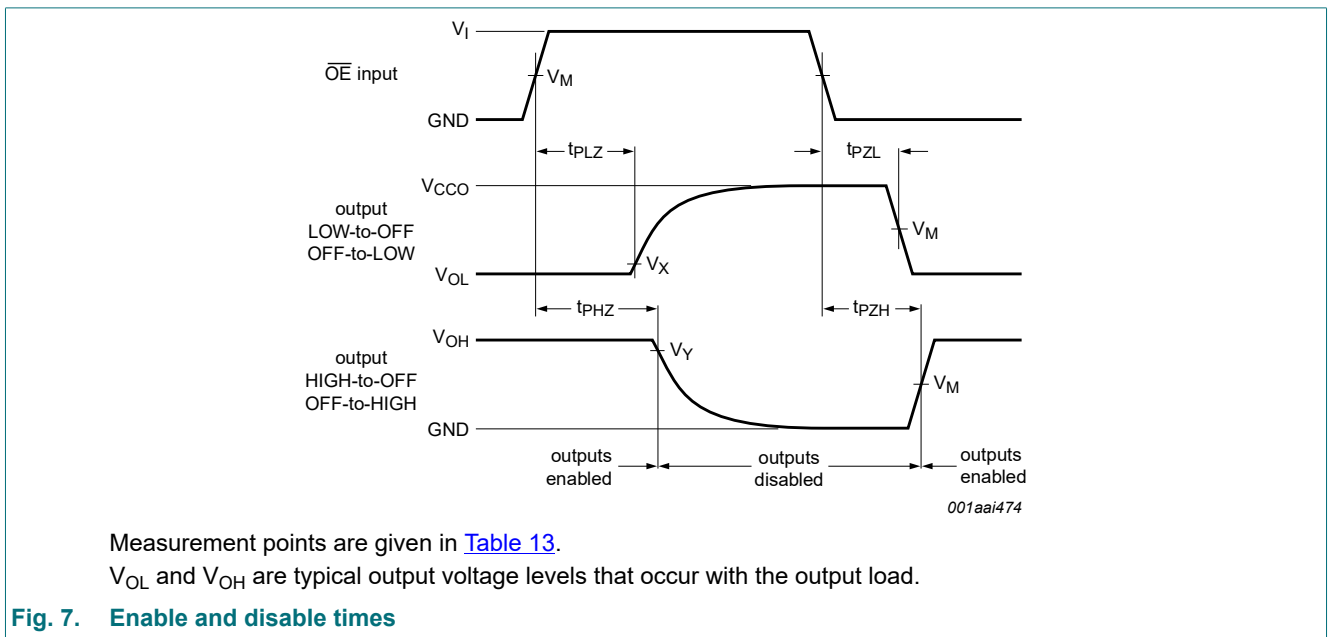 V_I
O̅E̅ input
V_M
GND
t_PLZ
t_PZL
V_CCO
output
LOW-to-OFF
OFF-to-LOW
V_M
V_X
V_OL
t_PHZ
t_PZH
V_OH
output
HIGH-to-OFF
OFF-to-HIGH
V_Y
V_M
GND
outputs
enabled
outputs
disabled
outputs
enabled
001aai474
Measurement points are given in Table 13.
V_OL and V_OH are typical output voltage levels that occur with the output load.
Fig. 7. Enable and disable times